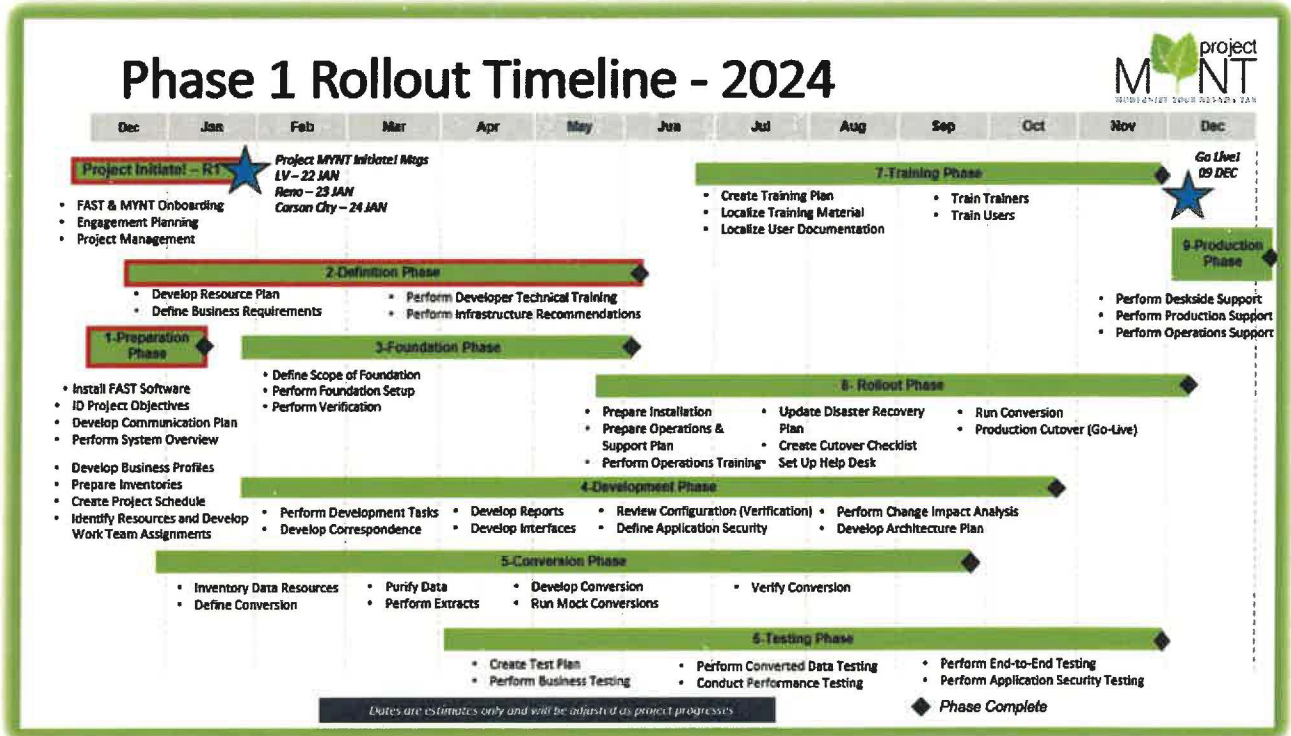 Phase 1 Rollout Timeline - 2024
project
MYNT
Dec Jan Feb Mar Apr May Jun Jul Aug Sep Oct Nov Dec
Project Initiate! – R1
Project MYNT Initiate! Mtgs
LV – 22 JAN
Reno – 23 JAN
Carson City – 24 JAN
• FAST & MYNT Onboarding
• Engagement Planning
• Project Management
7-Training Phase
• Create Training Plan
• Localize Training Material
• Localize User Documentation
• Train Trainers
• Train Users
Go Live!
09 DEC
9-Production
Phase
• Perform Deskside Support
• Perform Production Support
• Perform Operations Support
2-Definition Phase
• Develop Resource Plan
• Define Business Requirements
• Perform Developer Technical Training
• Perform Infrastructure Recommendations
1-Preparation
Phase
• Install FAST Software
• ID Project Objectives
• Develop Communication Plan
• Perform System Overview
• Develop Business Profiles
• Prepare Inventories
• Create Project Schedule
• Identify Resources and Develop
Work Team Assignments
3-Foundation Phase
• Define Scope of Foundation
• Perform Foundation Setup
• Perform Verification
8- Rollout Phase
• Prepare Installation
• Prepare Operations &
Support Plan
• Perform Operations Training
• Update Disaster Recovery
Plan
• Create Cutover Checklist
• Set Up Help Desk
• Run Conversion
• Production Cutover (Go-Live)
4-Development Phase
• Perform Development Tasks
• Develop Correspondence
• Develop Reports
• Develop Interfaces
• Review Configuration (Verification)
• Define Application Security
• Perform Change Impact Analysis
• Develop Architecture Plan
5-Conversion Phase
• Inventory Data Resources
• Define Conversion
• Purify Data
• Perform Extracts
• Develop Conversion
• Run Mock Conversions
• Verify Conversion
6-Testing Phase
• Create Test Plan
• Perform Business Testing
• Perform Converted Data Testing
• Conduct Performance Testing
• Perform End-to-End Testing
• Perform Application Security Testing
Dates are estimates only and will be adjusted as project progresses
Phase Complete